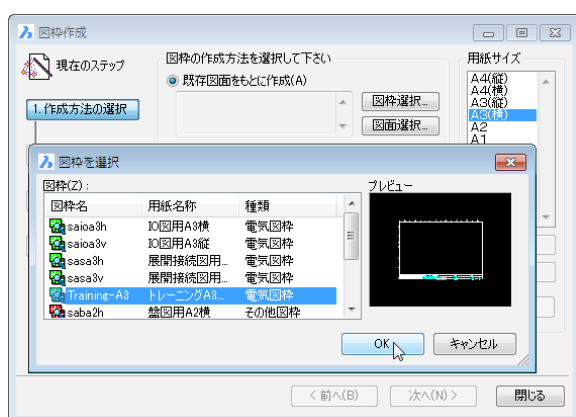 図枠作成
現在のステップ
図枠の作成方法を選択して下さい
用紙サイズ
既存図面をもとに作成(A)
A4(縦)
A4(横)
A3(縦)
A3(横)
A2
A1
1. 作成方法の選択
図枠選択...
図面選択...
図枠を選択
図枠(Z):
プレビュー
図枠名 用紙名称 種類
saioa3h IO図用A3横 電気図枠
saioa3v IO図用A3縦 電気図枠
sasa3h 展開接続図用... 電気図枠
sasa3v 展開接続図用... 電気図枠
Training-A3 トレーニングA3... 電気図枠
saba2h 盤図用A2横 その他図枠
OK
キャンセル
< 前へ(B)
次へ(N) >
閉じる